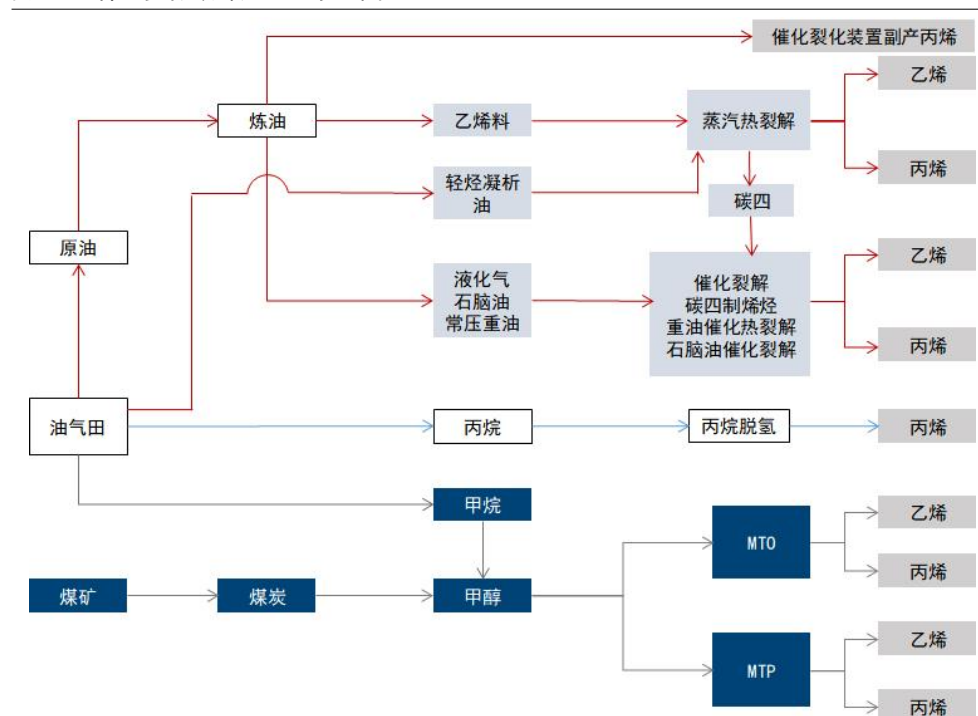 催化裂化装置副产丙烯
乙烯
炼油
乙烯料
蒸汽热裂解
丙烯
轻烃凝析
油
碳四
原油
乙烯
液化气
石脑油
常压重油
催化裂解
碳四制烯烃
重油催化热裂解
石脑油催化裂解
丙烯
油气田
丙烷
丙烷脱氢
丙烯
甲烷
乙烯
MTO
丙烯
煤矿
煤炭
甲醇
乙烯
MTP
丙烯